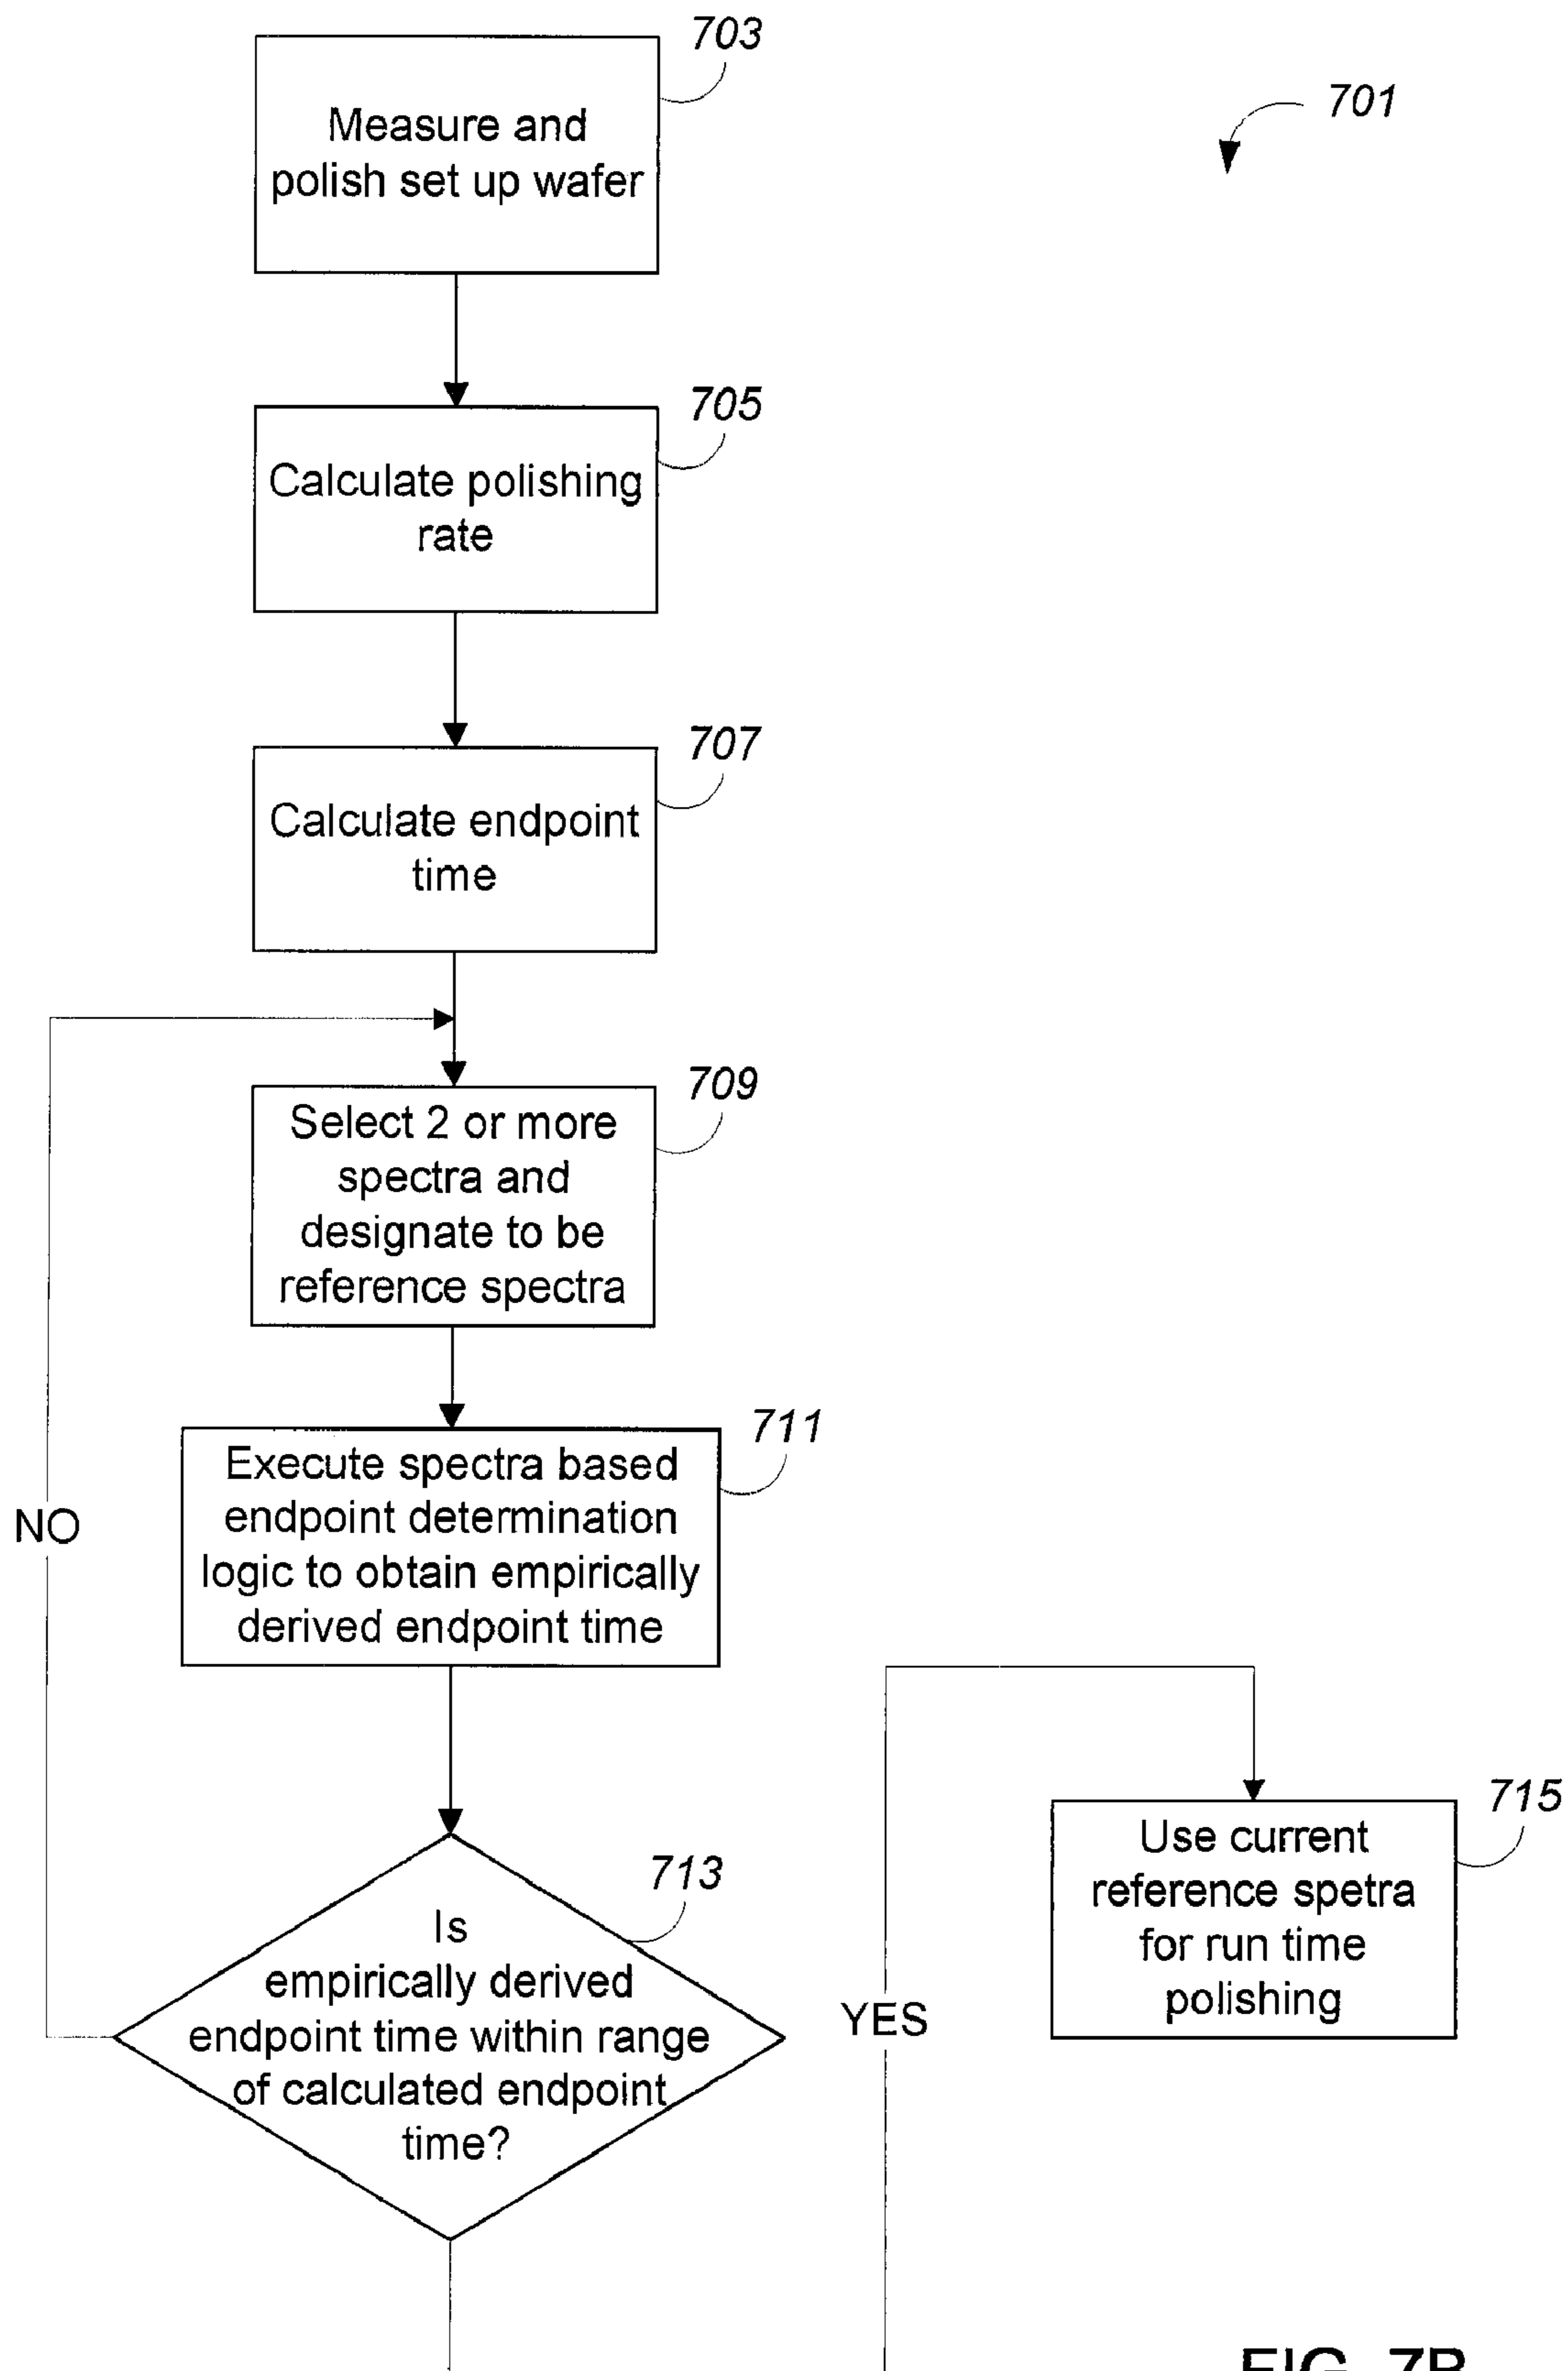 703
Measure and
polish set up wafer
701
705
Calculate polishing
rate
707
Calculate endpoint
time
709
Select 2 or more
spectra and
designate to be
reference spectra
711
Execute spectra based
endpoint determination
logic to obtain empirically
derived endpoint time
NO
713
Is
empirically derived
endpoint time within range
of calculated endpoint
time?
YES
715
Use current
reference spetra
for run time
polishing
FIG. 7B